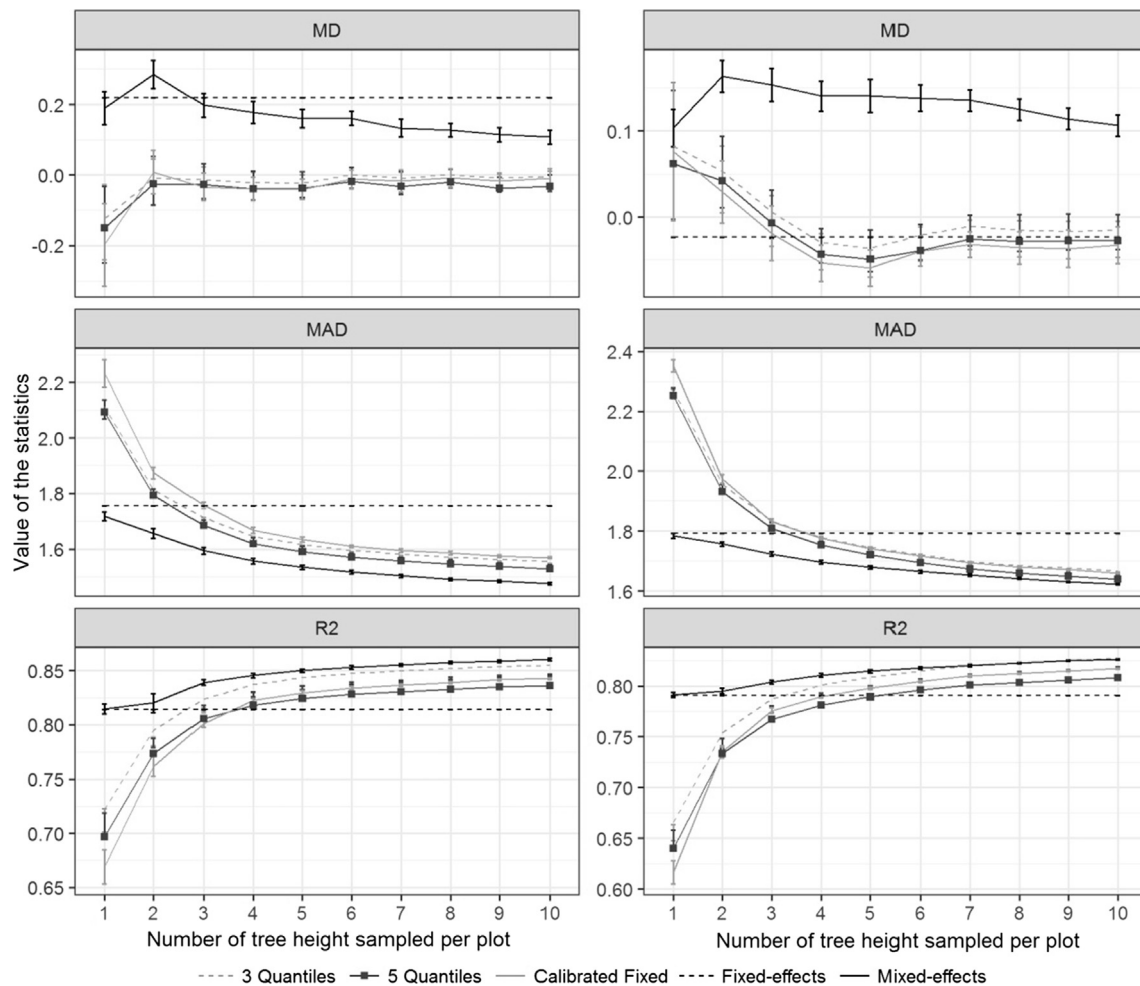 MD
0.2
0.0
-0.2
MD
0.1
0.0
MAD
2.2
2.0
1.8
1.6
MAD
2.4
2.2
2.0
1.8
1.6
Value of the statistics
R2
0.85
0.80
0.75
0.70
0.65
R2
0.80
0.75
0.70
0.65
0.60
1 2 3 4 5 6 7 8 9 10
1 2 3 4 5 6 7 8 9 10
Number of tree height sampled per plot
Number of tree height sampled per plot
3 Quantiles 5 Quantiles Calibrated Fixed Fixed-effects Mixed-effects